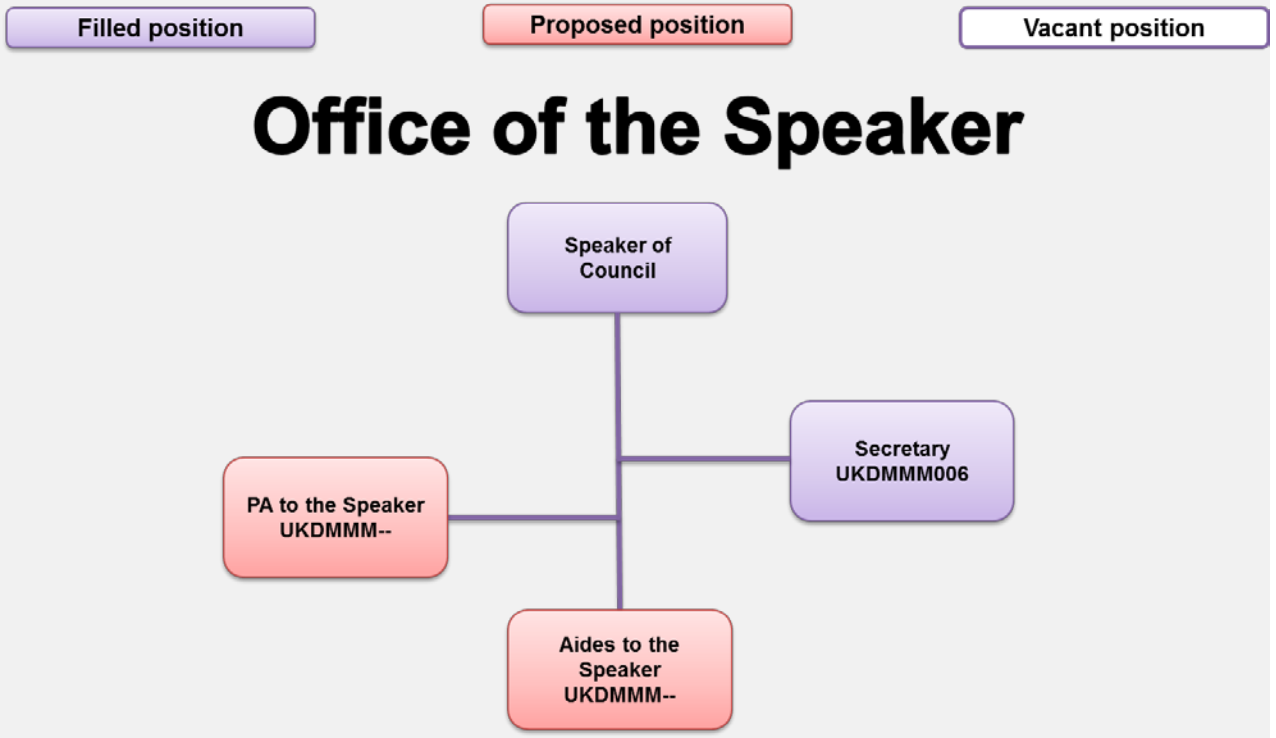 Filled position
Proposed position
Vacant position
Office of the Speaker
Speaker of
Council
Secretary
UKDMMM006
PA to the Speaker
UKDMMM--
Aides to the
Speaker
UKDMMM--